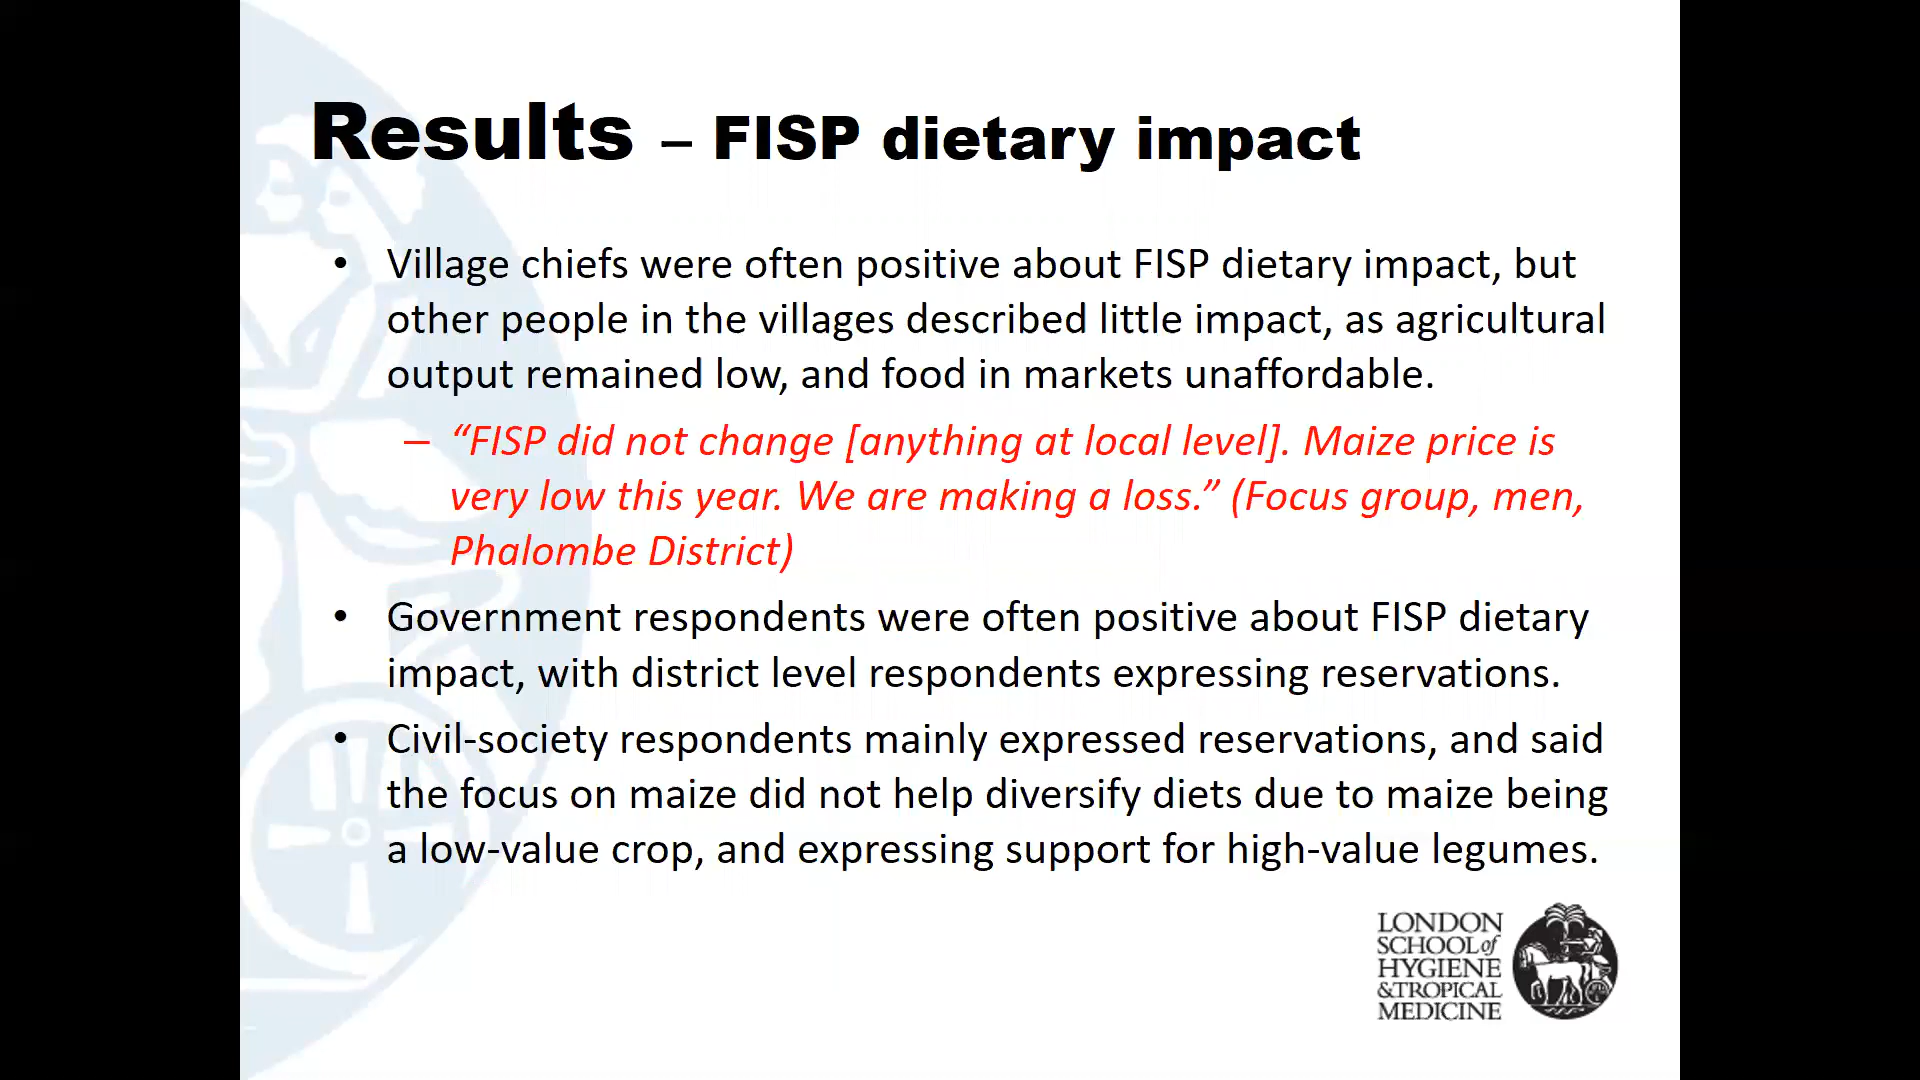 Results – FISP dietary impact
• Village chiefs were often positive about FISP dietary impact, but
other people in the villages described little impact, as agricultural
output remained low, and food in markets unaffordable.
– “FISP did not change [anything at local level]. Maize price is
very low this year. We are making a loss.” (Focus group, men,
Phalombe District)
• Government respondents were often positive about FISP dietary
impact, with district level respondents expressing reservations.
• Civil-society respondents mainly expressed reservations, and said
the focus on maize did not help diversify diets due to maize being
a low-value crop, and expressing support for high-value legumes.
LONDON
SCHOOL of
HYGIENE
&TROPICAL
MEDICINE